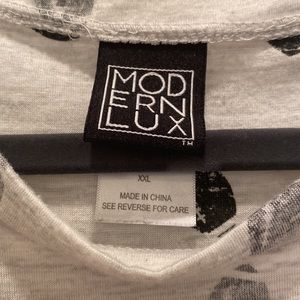 MOD
ERN
LUX
TM
XXL
MADE IN CHINA
SEE REVERSE FOR CARE